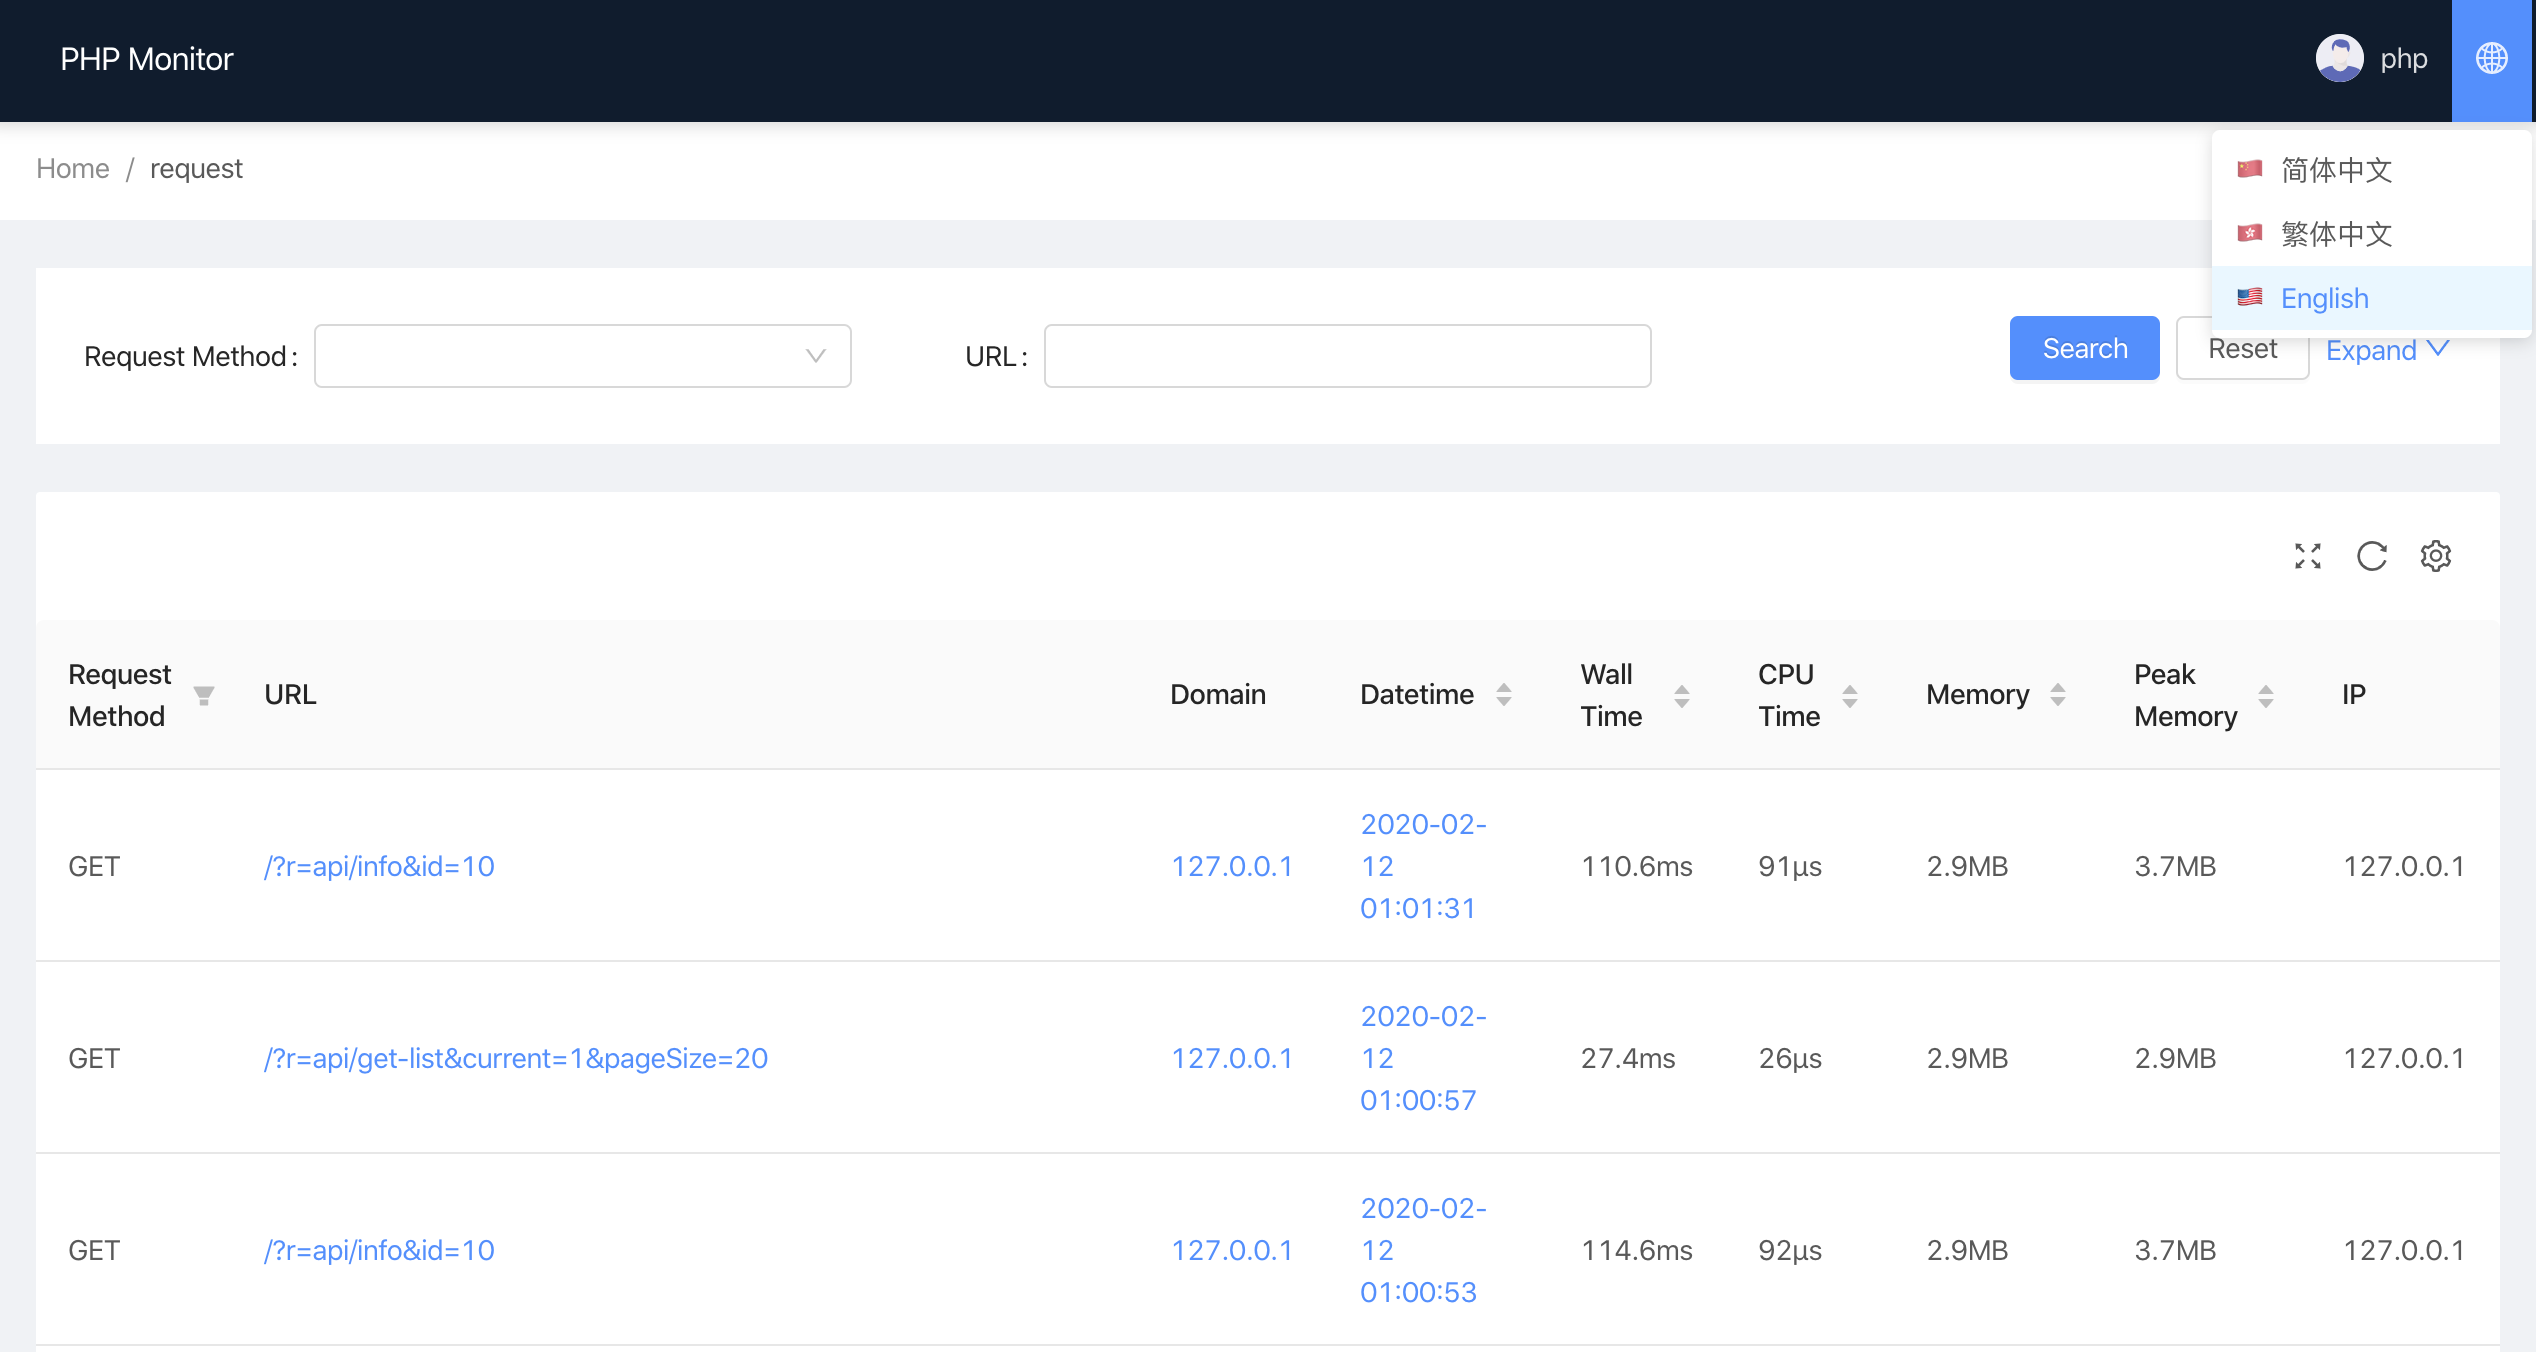 PHP Monitor
php
Home / request
简体中文
繁体中文
English
Request Method :
URL :
Search
Reset
Expand
Request Method
URL
Domain
Datetime
Wall Time
CPU Time
Memory
Peak Memory
IP
GET
/?r=api/info&id=10
127.0.0.1
2020-02-12 01:01:31
110.6ms
91μs
2.9MB
3.7MB
127.0.0.1
GET
/?r=api/get-list&current=1&pageSize=20
127.0.0.1
2020-02-12 01:00:57
27.4ms
26μs
2.9MB
2.9MB
127.0.0.1
GET
/?r=api/info&id=10
127.0.0.1
2020-02-12 01:00:53
114.6ms
92μs
2.9MB
3.7MB
127.0.0.1